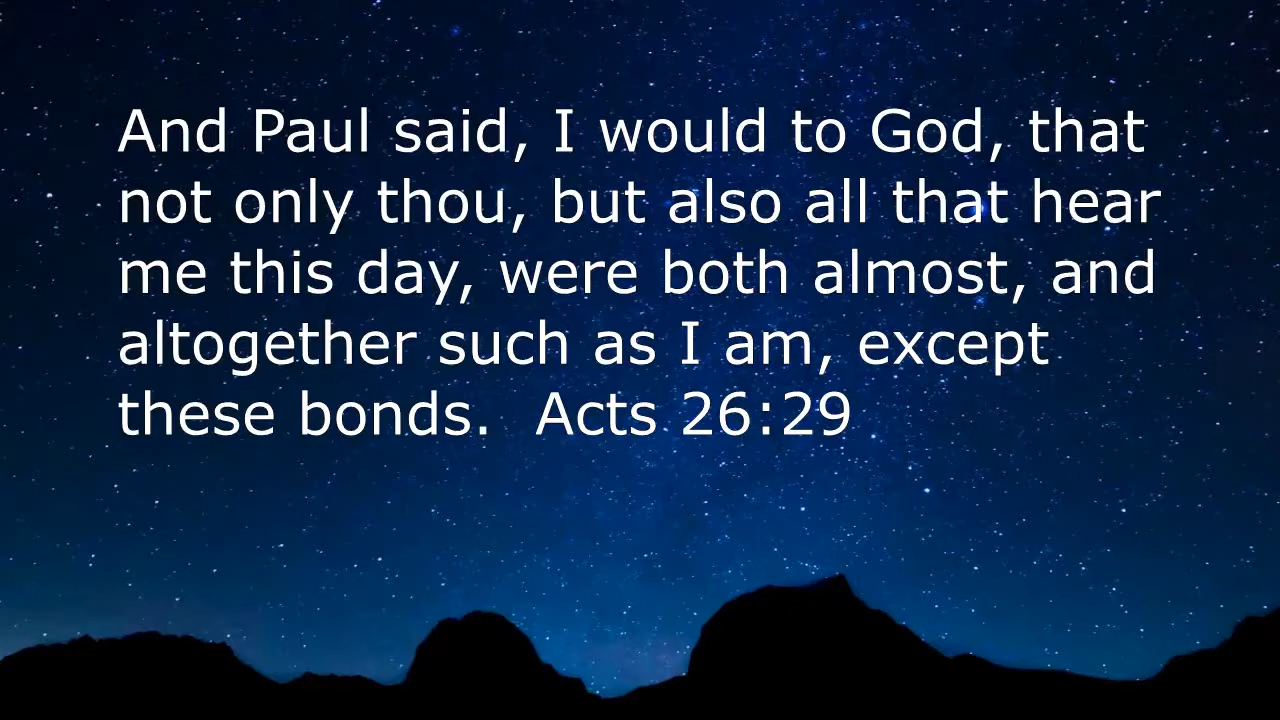 And Paul said, I would to God, that
not only thou, but also all that hear
me this day, were both almost, and
altogether such as I am, except
these bonds.  Acts 26:29